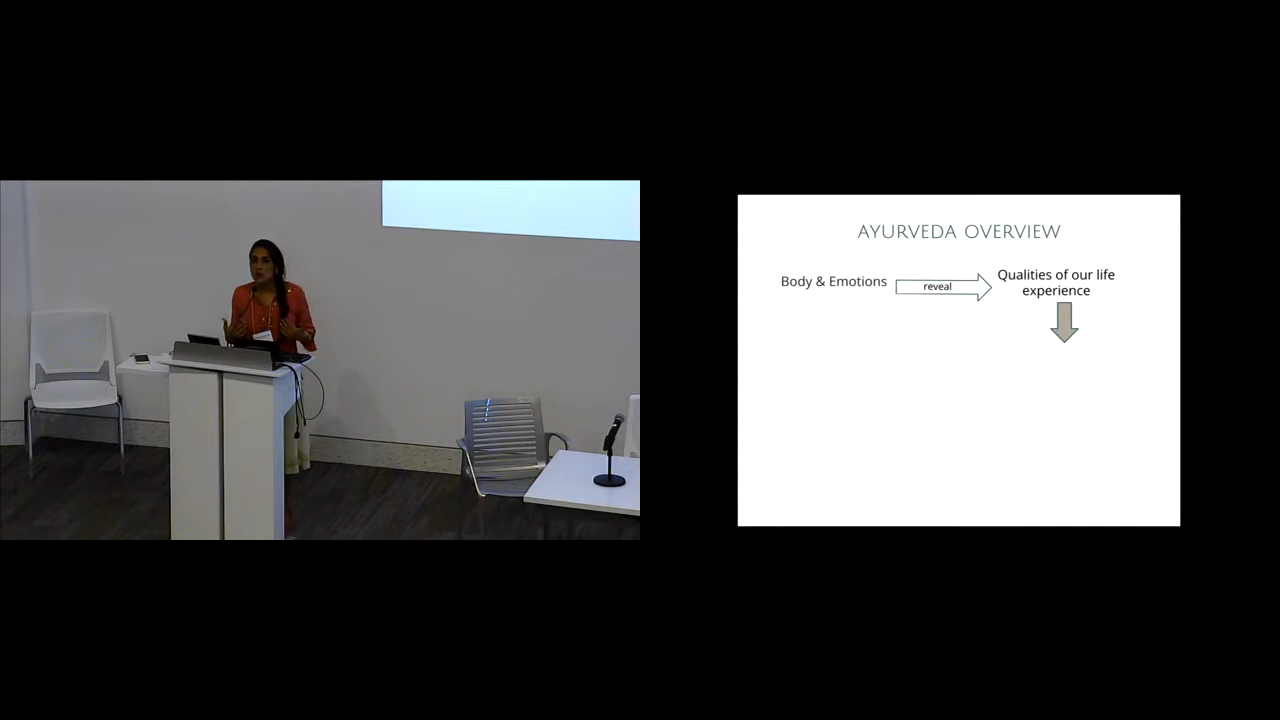 AYURVEDA OVERVIEW
Body & Emotions
reveal
Qualities of our life
experience